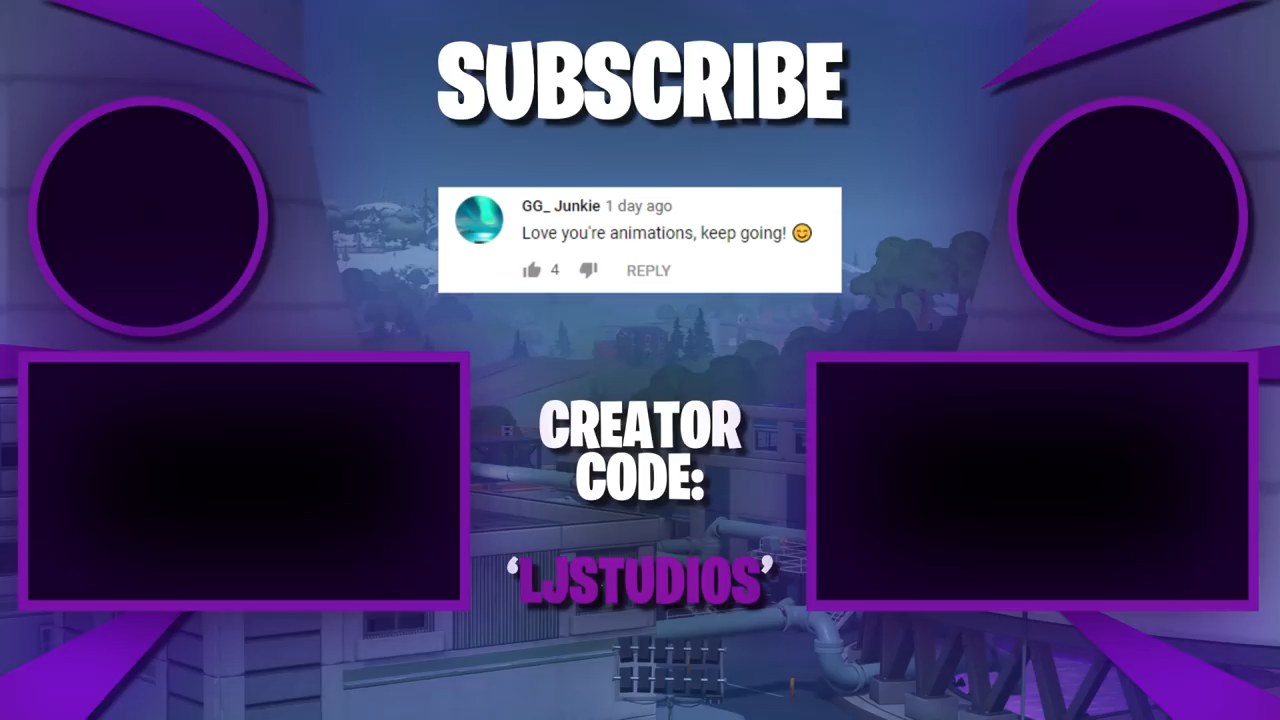 SUBSCRIBE
GG_ Junkie 1 day ago
Love you're animations, keep going! 😊
4 REPLY
CREATOR
CODE:
‘LJSTUDIOS’